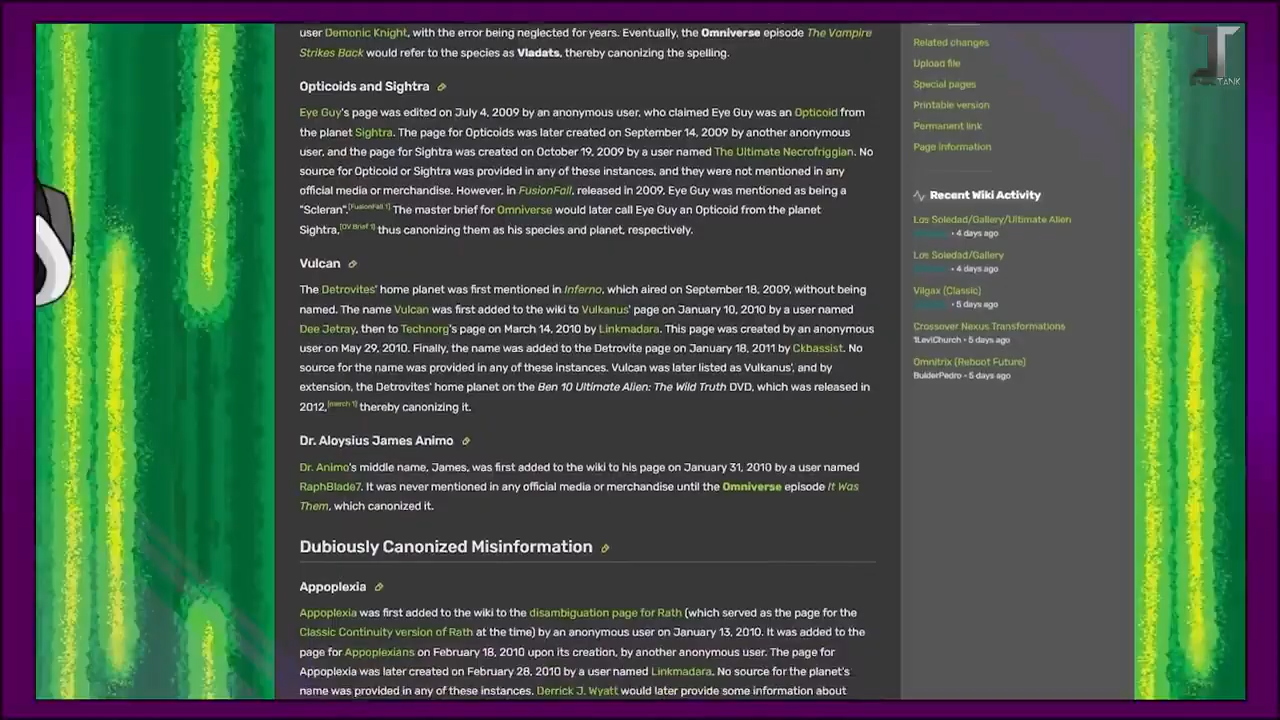 user Demonic Knight, with the error being neglected for years. Eventually, the Omniverse episode The Vampire
Strikes Back would refer to the species as Vladats, thereby canonizing the spelling.
Opticoids and Sightra
Eye Guy's page was edited on July 4, 2009 by an anonymous user, who claimed Eye Guy was an Opticoid from
the planet Sightra. The page for Opticoids was later created on September 14, 2009 by another anonymous
user, and the page for Sightra was created on October 19, 2009 by a user named The Ultimate Necrofriggian. No
source for Opticoid or Sightra was provided in any of these instances, and they were not mentioned in any
official media or merchandise. However, in FusionFall, released in 2009, Eye Guy was mentioned as being a
"Scleran".[FusionFall 1] The master brief for Omniverse would later call Eye Guy an Opticoid from the planet
Sightra,[OV Brief 1] thus canonizing them as his species and planet, respectively.
Vulcan
The Detrovites' home planet was first mentioned in Inferno, which aired on September 18, 2009, without being
named. The name Vulcan was first added to the wiki to Vulkanus' page on January 10, 2010 by a user named
Dee Jetray, then to Technorg's page on March 14, 2010 by Linkmadara. This page was created by an anonymous
user on May 29, 2010. Finally, the name was added to the Detrovite page on January 18, 2011 by Ckbassist. No
source for the name was provided in any of these instances. Vulcan was later listed as Vulkanus', and by
extension, the Detrovites' home planet on the Ben 10 Ultimate Alien: The Wild Truth DVD, which was released in
2012,[merch 1] thereby canonizing it.
Dr. Aloysius James Animo
Dr. Animo's middle name, James, was first added to the wiki to his page on January 31, 2010 by a user named
RaphBlade7. It was never mentioned in any official media or merchandise until the Omniverse episode It Was
Them, which canonized it.
Dubiously Canonized Misinformation
Appoplexia
Appoplexia was first added to the wiki to the disambiguation page for Rath (which served as the page for the
Classic Continuity version of Rath at the time) by an anonymous user on January 13, 2010. It was added to the
page for Appoplexians on February 18, 2010 upon its creation, by another anonymous user. The page for
Appoplexia was later created on February 28, 2010 by a user named Linkmadara. No source for the planet's
name was provided in any of these instances. Derrick J. Wyatt would later provide some information about
Related changes
Upload file
Special pages
Printable version
Permanent link
Page information
Recent Wiki Activity
Los Soledad/Gallery/Ultimate Alien
• 4 days ago
Los Soledad/Gallery
• 4 days ago
Vilgax (Classic)
• 5 days ago
Crossover Nexus Transformations
1LeviChurch • 5 days ago
Omnitrix (Reboot Future)
BuiderPedro • 5 days ago
TANK